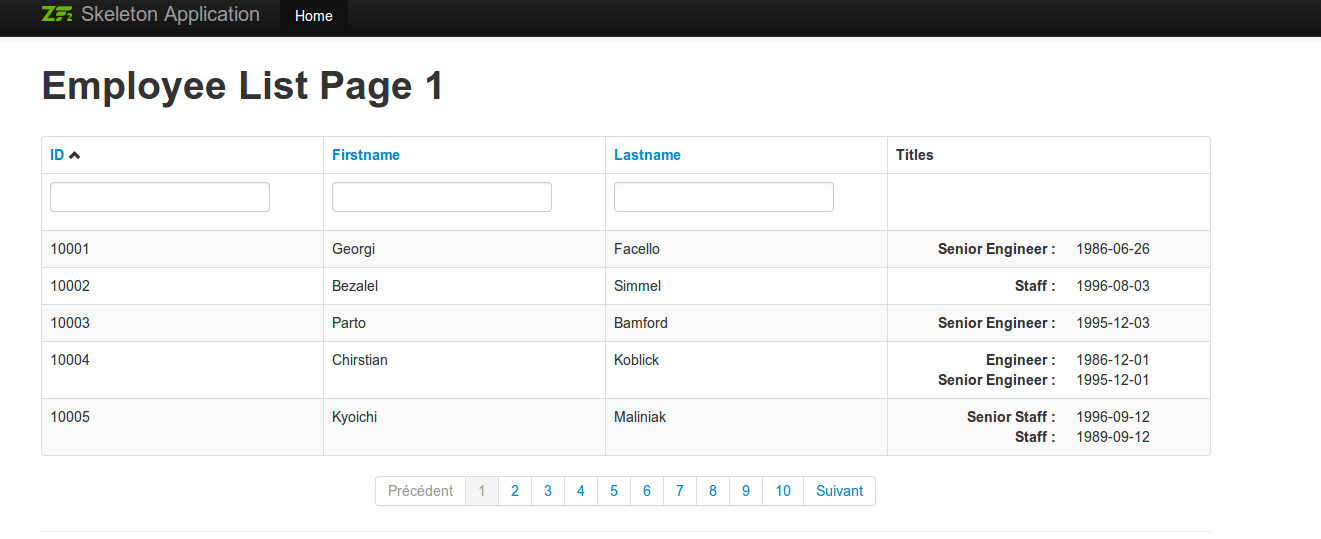 ZF2 Skeleton Application Home
Employee List Page 1
ID Firstname Lastname Titles
10001 Georgi Facello Senior Engineer : 1986-06-26
10002 Bezalel Simmel Staff : 1996-08-03
10003 Parto Bamford Senior Engineer : 1995-12-03
10004 Chirstian Koblick Engineer : 1986-12-01
Senior Engineer : 1995-12-01
10005 Kyoichi Maliniak Senior Staff : 1996-09-12
Staff : 1989-09-12
Précédent 1 2 3 4 5 6 7 8 9 10 Suivant